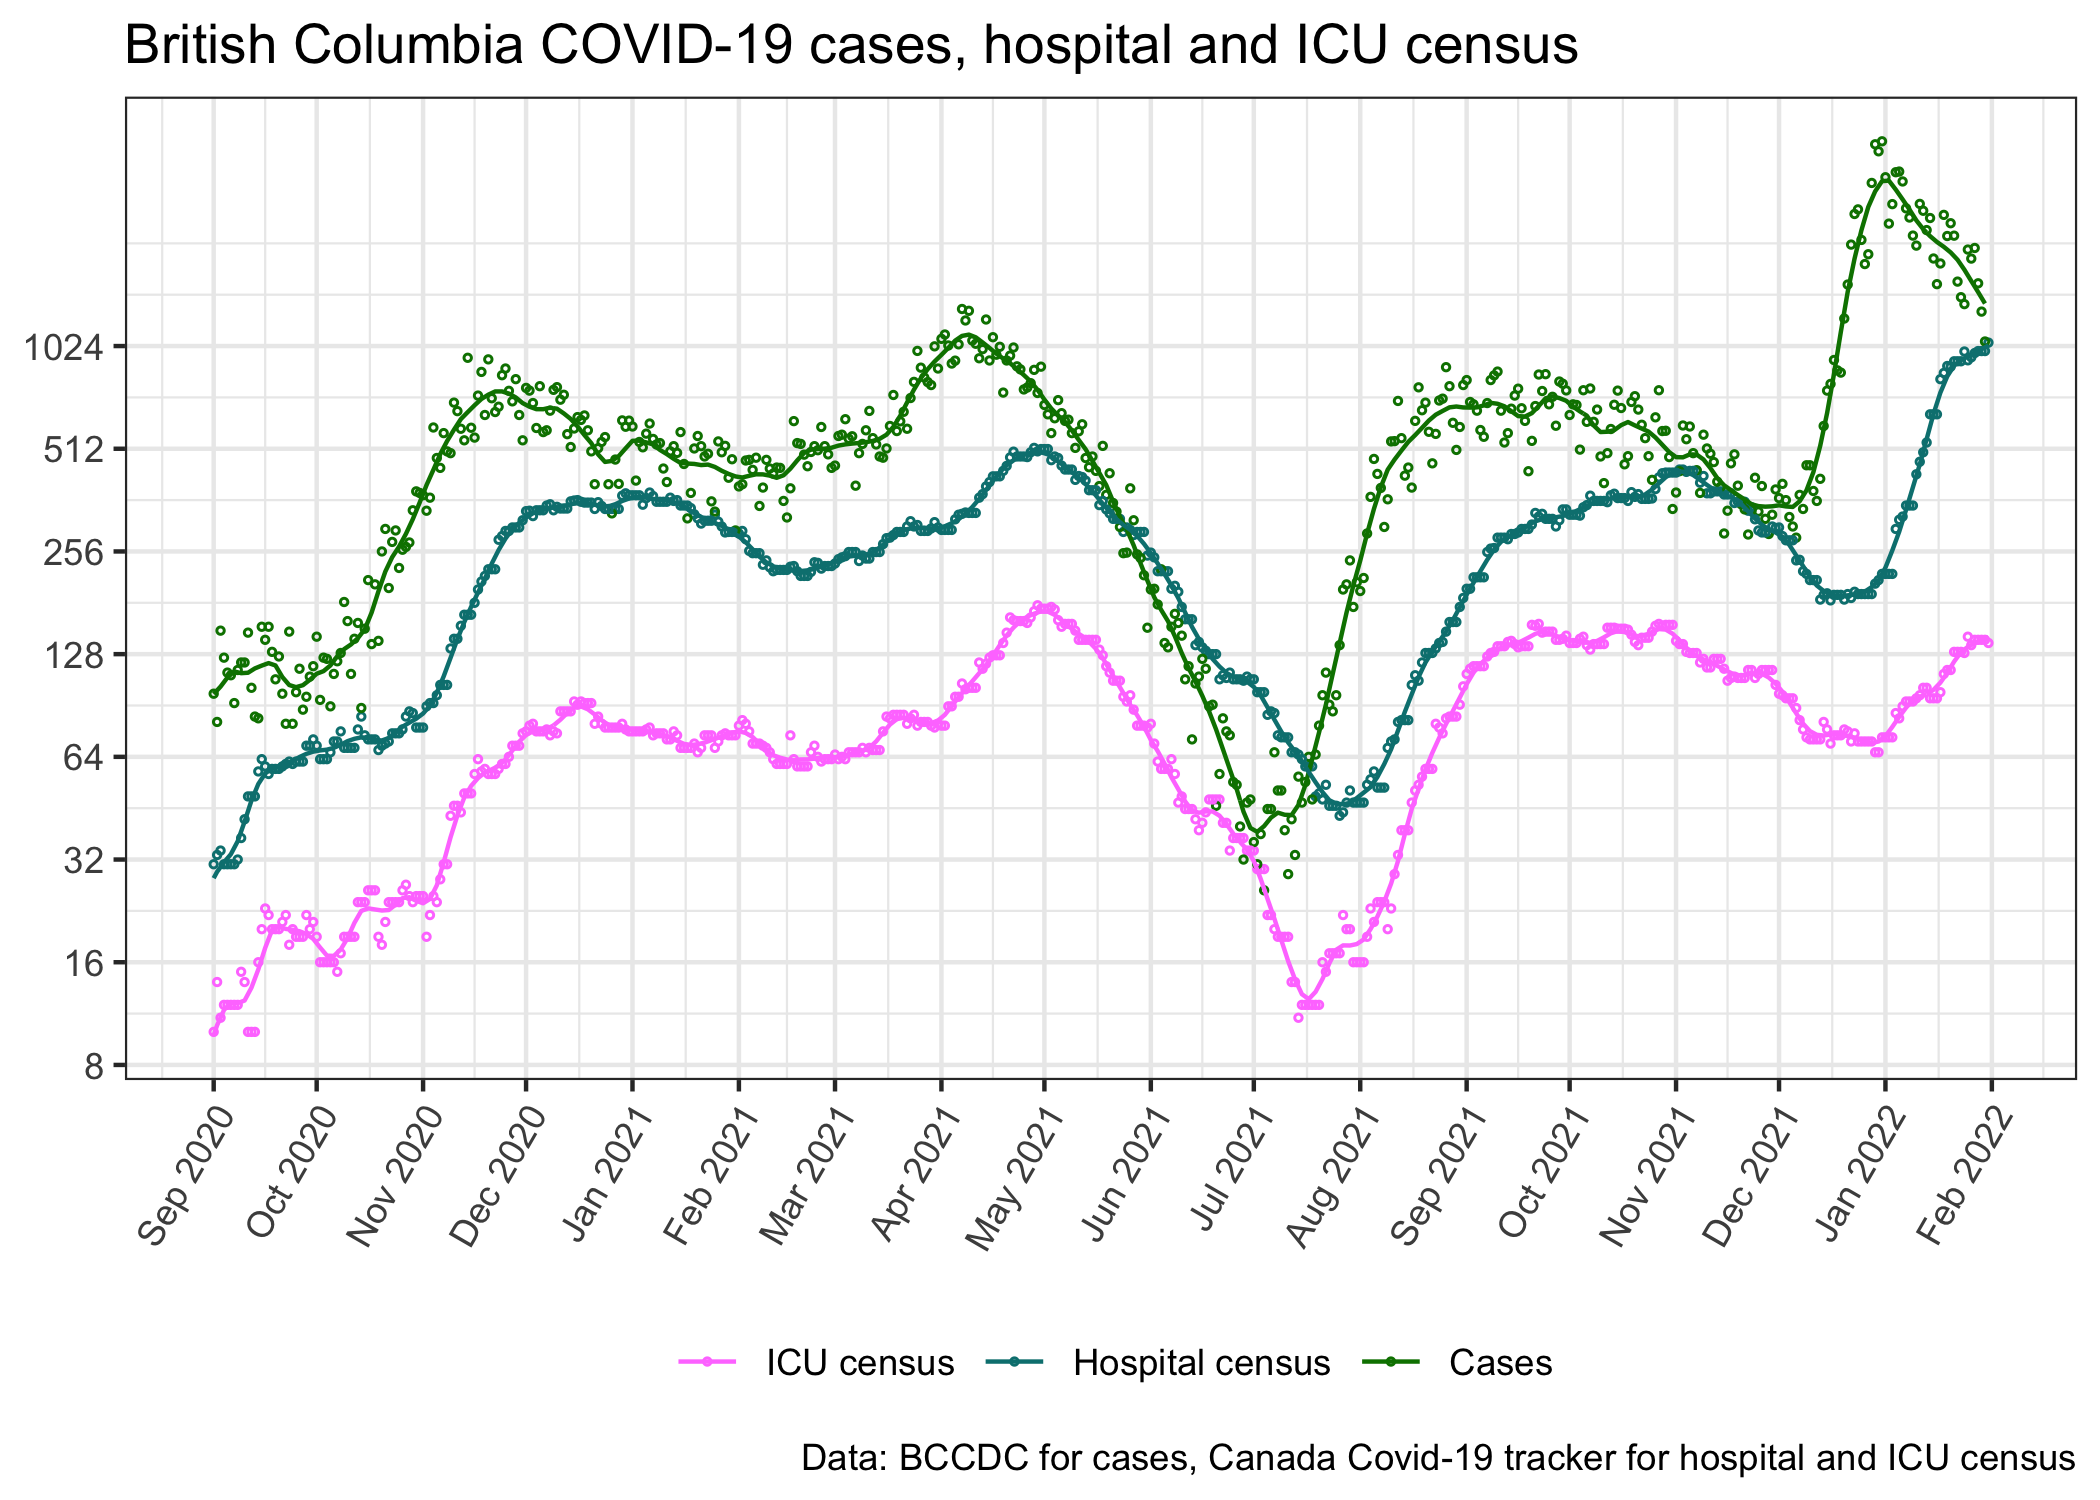 British Columbia COVID-19 cases, hospital and ICU census
1024
512
256
128
64
32
16
8
Sep 2020
Oct 2020
Nov 2020
Dec 2020
Jan 2021
Feb 2021
Mar 2021
Apr 2021
May 2021
Jun 2021
Jul 2021
Aug 2021
Sep 2021
Oct 2021
Nov 2021
Dec 2021
Jan 2022
Feb 2022
ICU census Hospital census Cases
Data: BCCDC for cases, Canada Covid-19 tracker for hospital and ICU census